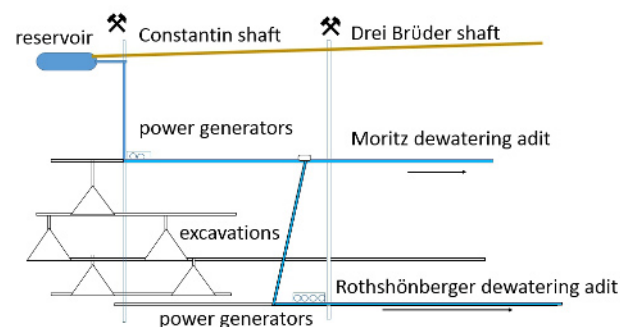 reservoir
Constantin shaft
Drei Brüder shaft
power generators
Moritz dewatering adit
excavations
Rothshönberger dewatering adit
power generators